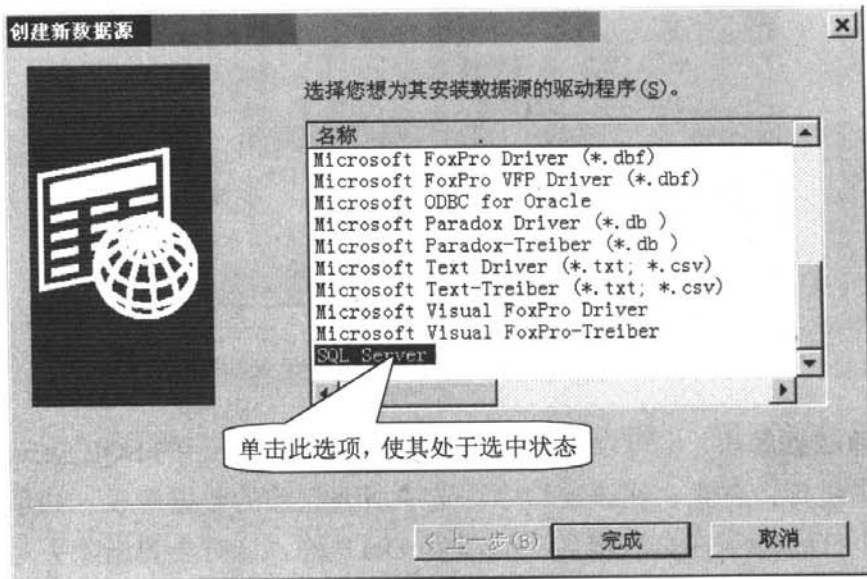 创建新数据源
选择您想为其安装数据源的驱动程序(S)。
名称
Microsoft FoxPro Driver (*.dbf)
Microsoft FoxPro VFP Driver (*.dbf)
Microsoft ODBC for Oracle
Microsoft Paradox Driver (*.db )
Microsoft Paradox-Treiber (*.db )
Microsoft Text Driver (*.txt; *.csv)
Microsoft Text-Treiber (*.txt; *.csv)
Microsoft Visual FoxPro Driver
Microsoft Visual FoxPro-Treiber
SQL Server
单击此选项，使其处于选中状态
< 上一步(B)
完成
取消